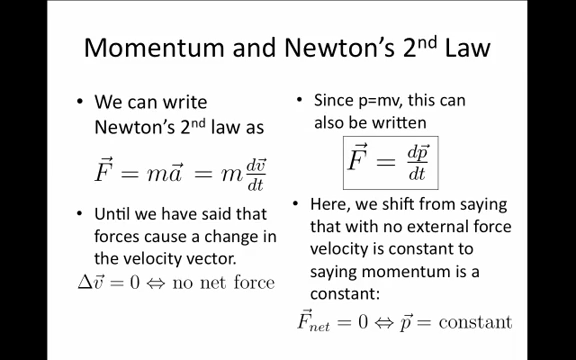 Momentum and Newton's 2nd Law
• We can write
Newton's 2nd law as
F⃗ = ma⃗ = m dv⃗/dt
• Until we have said that
forces cause a change in
the velocity vector.
Δv⃗ = 0 ⇔ no net force
• Since p=mv, this can
also be written
F⃗ = dp⃗/dt
• Here, we shift from saying
that with no external force
velocity is constant to
saying momentum is a
constant:
F⃗net = 0 ⇔ p⃗ = constant